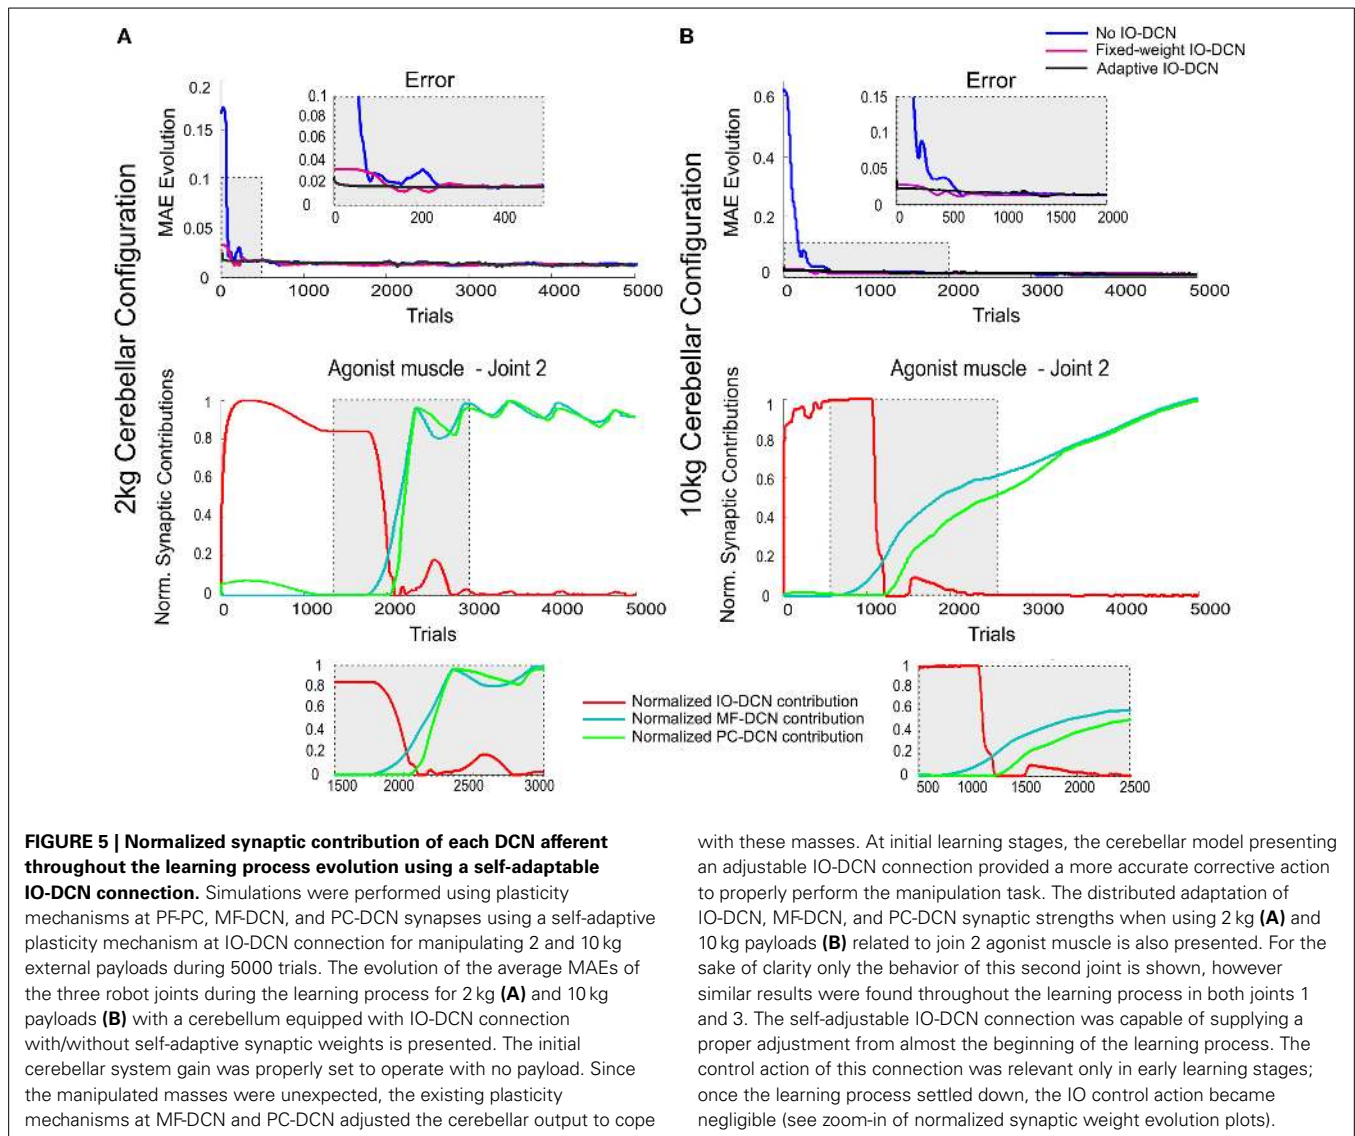 A
B
No IO-DCN
Fixed-weight IO-DCN
Adaptive IO-DCN
2kg Cerebellar Configuration
Error
MAE Evolution
0.2
0.15
0.1
0.05
0
0 1000 2000 3000 4000 5000
Trials
0.1
0.08
0.06
0.04
0.02
0
0 200 400
Agonist muscle - Joint 2
Norm. Synaptic Contributions
1
0.8
0.6
0.4
0.2
0
0 1000 2000 3000 4000 5000
Trials
1
0.8
0.6
0.4
0.2
0
1500 2000 2500 3000
10kg Cerebellar Configuration
Error
MAE Evolution
0.6
0.4
0.2
0
0 1000 2000 3000 4000 5000
Trials
0.15
0.1
0.05
0
0 500 1000 1500 2000
Agonist muscle - Joint 2
Norm. Synaptic Contributions
1
0.8
0.6
0.4
0.2
0
0 1000 2000 3000 4000 5000
Trials
1
0.8
0.6
0.4
0.2
0
500 1000 1500 2000 2500
Normalized IO-DCN contribution
Normalized MF-DCN contribution
Normalized PC-DCN contribution
FIGURE 5 | Normalized synaptic contribution of each DCN afferent
throughout the learning process evolution using a self-adaptable
IO-DCN connection. Simulations were performed using plasticity
mechanisms at PF-PC, MF-DCN, and PC-DCN synapses using a self-adaptive
plasticity mechanism at IO-DCN connection for manipulating 2 and 10 kg
external payloads during 5000 trials. The evolution of the average MAEs of
the three robot joints during the learning process for 2 kg (A) and 10 kg
payloads (B) with a cerebellum equipped with IO-DCN connection
with/without self-adaptive synaptic weights is presented. The initial
cerebellar system gain was properly set to operate with no payload. Since
the manipulated masses were unexpected, the existing plasticity
mechanisms at MF-DCN and PC-DCN adjusted the cerebellar output to cope
with these masses. At initial learning stages, the cerebellar model presenting
an adjustable IO-DCN connection provided a more accurate corrective action
to properly perform the manipulation task. The distributed adaptation of
IO-DCN, MF-DCN, and PC-DCN synaptic strengths when using 2 kg (A) and
10 kg payloads (B) related to join 2 agonist muscle is also presented. For the
sake of clarity only the behavior of this second joint is shown, however
similar results were found throughout the learning process in both joints 1
and 3. The self-adjustable IO-DCN connection was capable of supplying a
proper adjustment from almost the beginning of the learning process. The
control action of this connection was relevant only in early learning stages;
once the learning process settled down, the IO control action became
negligible (see zoom-in of normalized synaptic weight evolution plots).